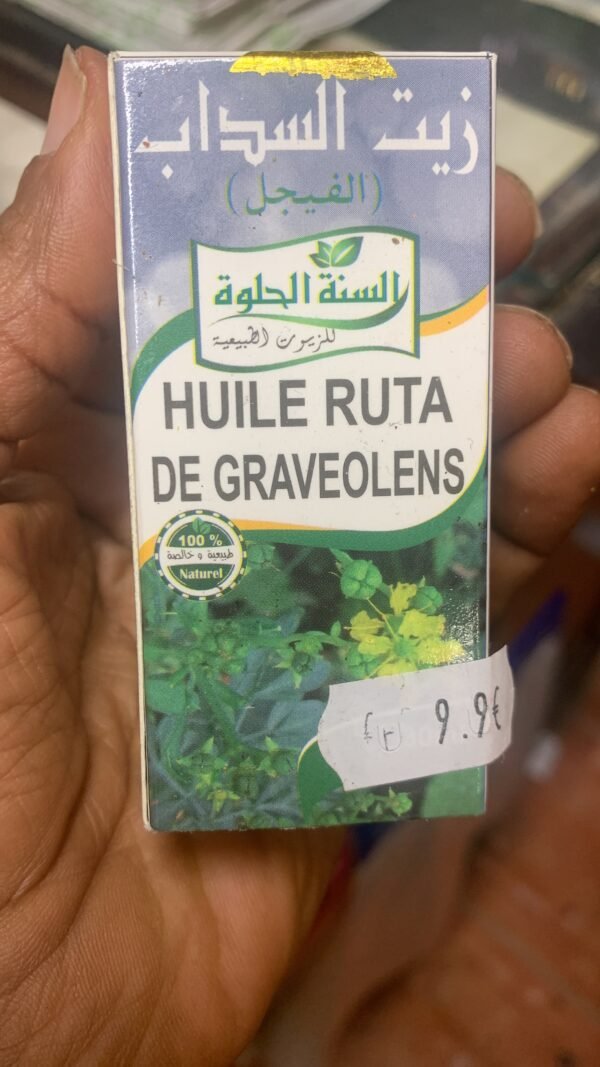 زيت السداب
(الفيجل)
السنة الحلوة
للزيوت الطبيعية
HUILE RUTA
DE GRAVEOLENS
100 %
طبيعية و خالصة
Naturel
9.9€